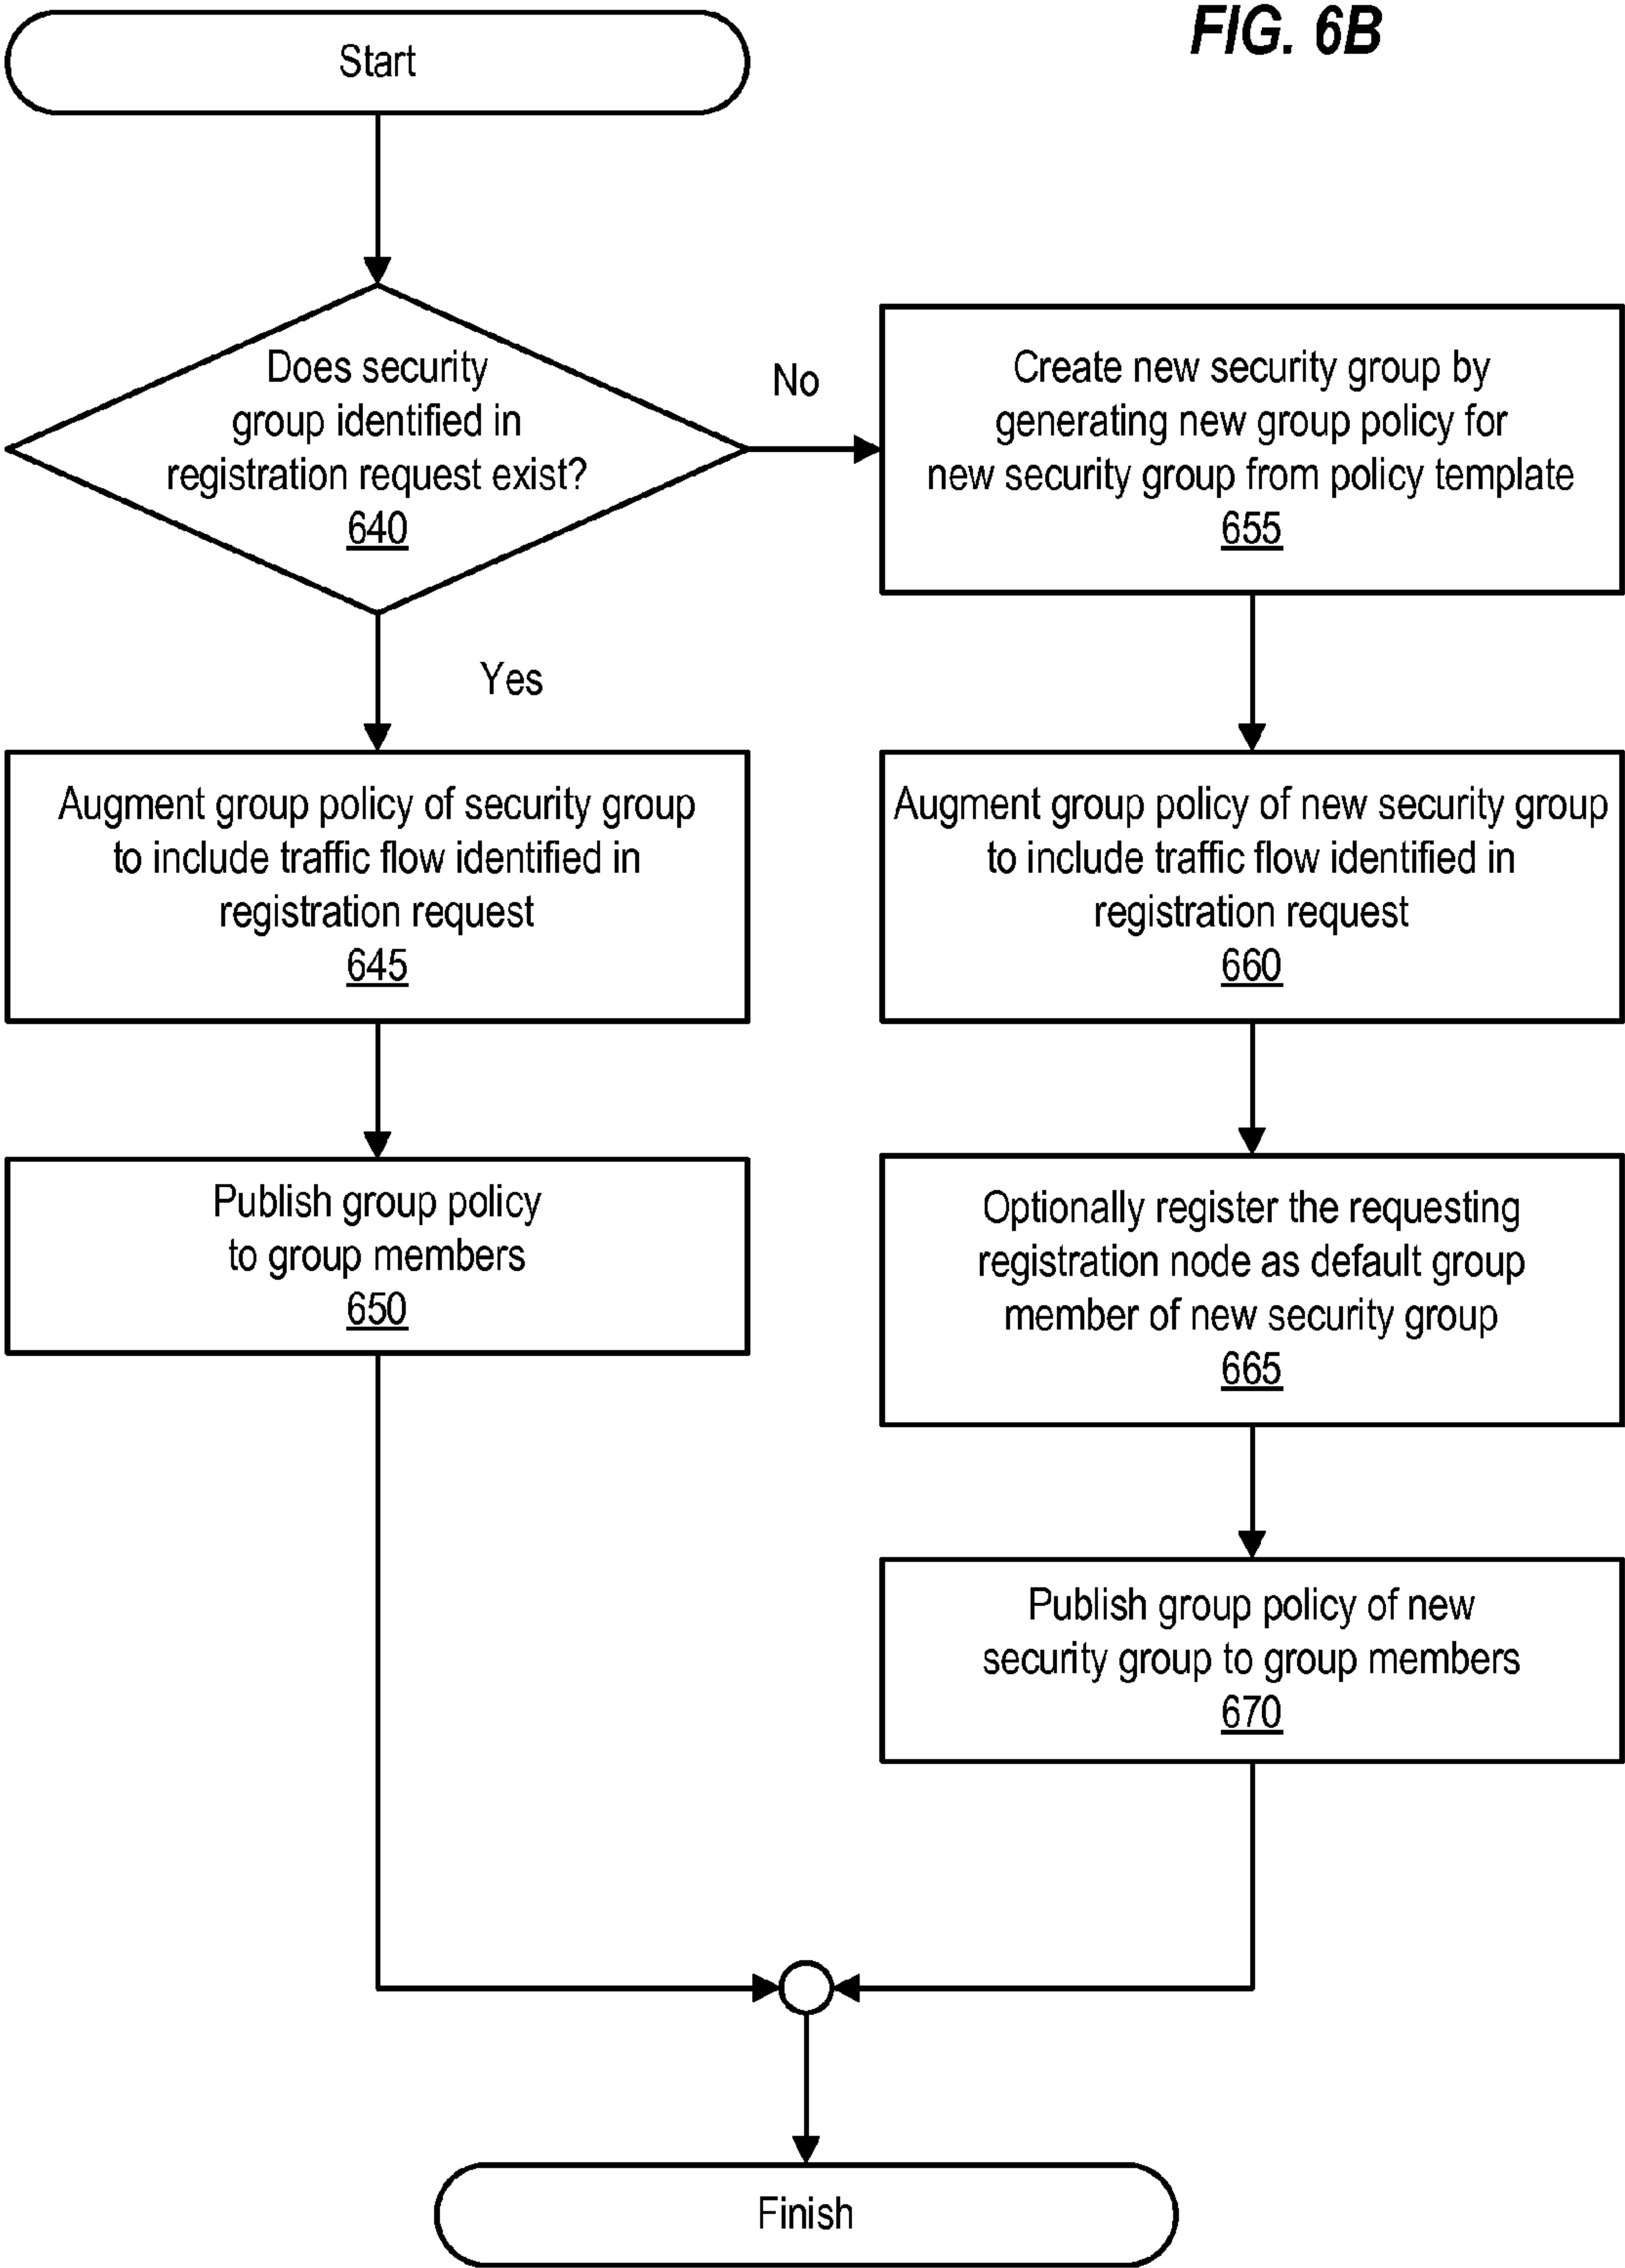 FIG. 6B
Start
Does security
group identified in
registration request exist?
640
No
Yes
Create new security group by
generating new group policy for
new security group from policy template
655
Augment group policy of security group
to include traffic flow identified in
registration request
645
Augment group policy of new security group
to include traffic flow identified in
registration request
660
Publish group policy
to group members
650
Optionally register the requesting
registration node as default group
member of new security group
665
Publish group policy of new
security group to group members
670
Finish